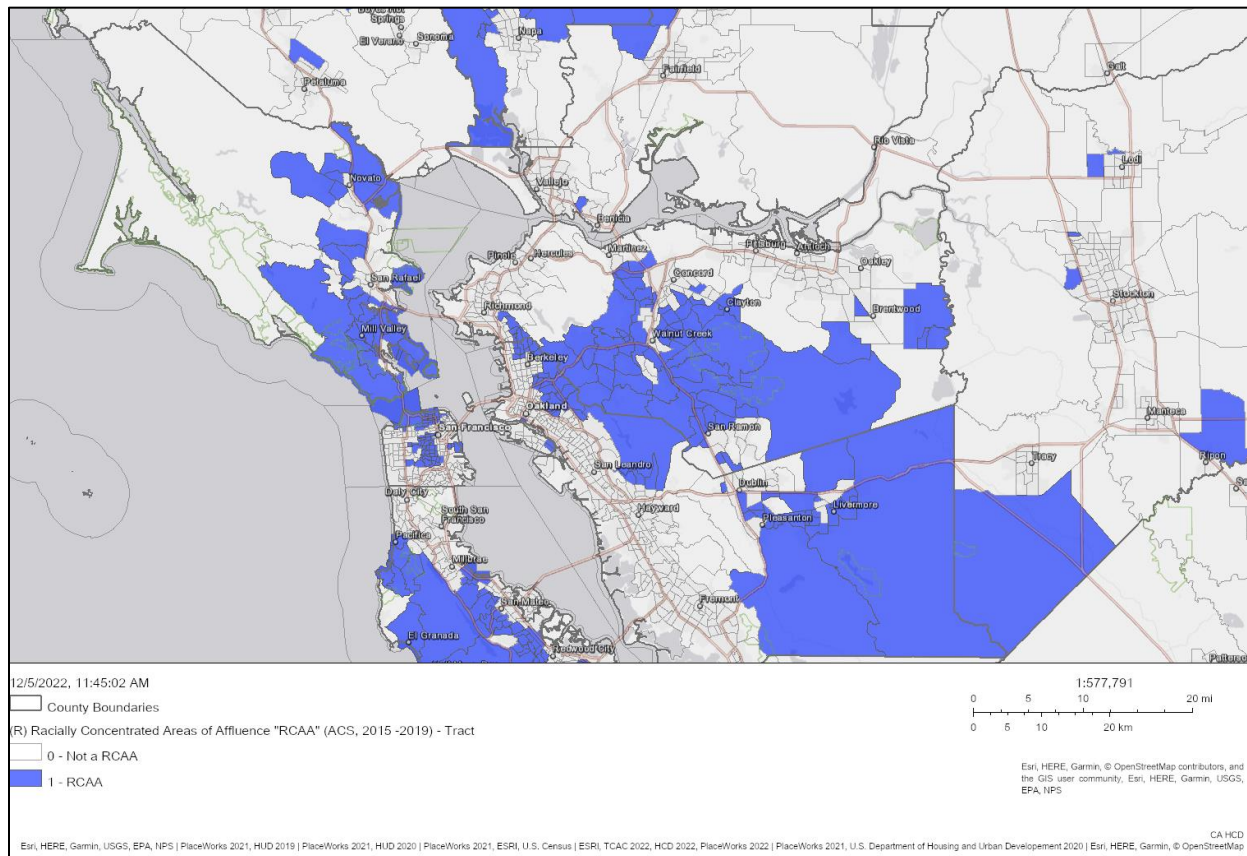 Boyes Hot
Springs
El Verano
Sonoma
Napa
Petaluma
Fairfield
Galt
Rio Vista
Lodi
Novato
Vallejo
Benicia
Martinez
Pittsburg
Antioch
Oakley
Hercules
Pinole
Concord
San Rafael
Richmond
Clayton
Brentwood
Stockton
Mill Valley
Walnut Creek
Berkeley
Oakland
San Francisco
San Ramon
Manteca
Tracy
Ripon
San Leandro
Daly City
Dublin
Hayward
South San
Francisco
Pleasanton
Livermore
Pacifica
Millbrae
San Mateo
Fremont
El Granada
Redwood City
12/5/2022, 11:45:02 AM
County Boundaries
(R) Racially Concentrated Areas of Affluence "RCAA" (ACS, 2015 -2019) - Tract
0 - Not a RCAA
1 - RCAA
1:577,791
0 5 10 20 mi
0 5 10 20 km
Esri, HERE, Garmin, © OpenStreetMap contributors, and
the GIS user community, Esri, HERE, Garmin, USGS,
EPA, NPS
CA HCD
Esri, HERE, Garmin, USGS, EPA, NPS | PlaceWorks 2021, HUD 2019 | PlaceWorks 2021, HUD 2020 | PlaceWorks 2021, ESRI, U.S. Census | ESRI, TCAC 2022, HCD 2022, PlaceWorks 2022 | PlaceWorks 2021, U.S. Department of Housing and Urban Developement 2020 | Esri, HERE, Garmin, © OpenStreetMap